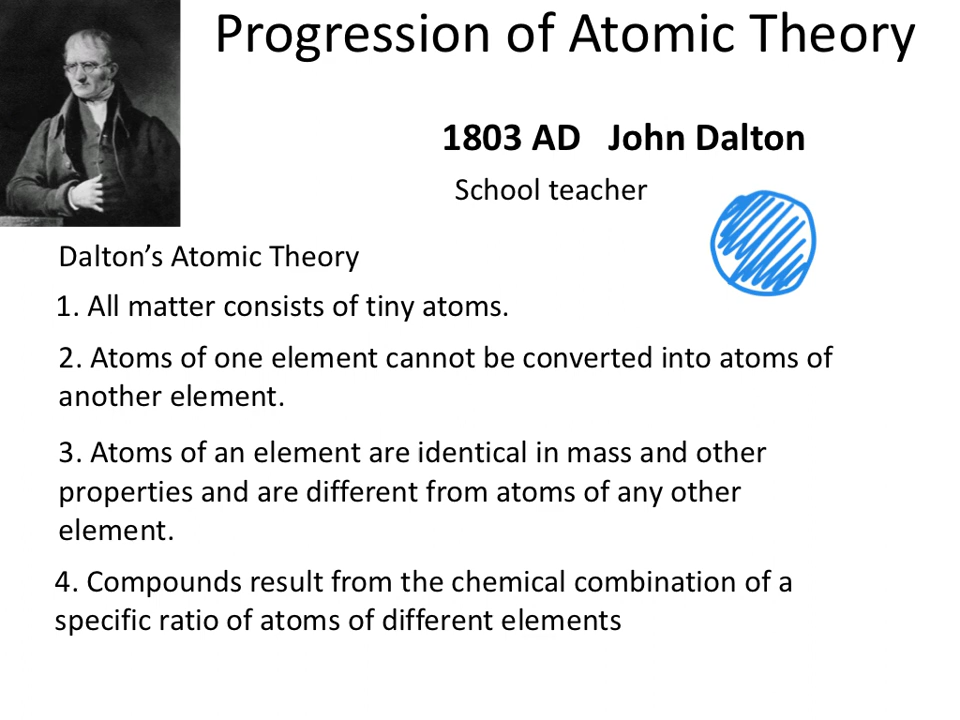 Progression of Atomic Theory
1803 AD John Dalton
School teacher
Dalton’s Atomic Theory
1. All matter consists of tiny atoms.
2. Atoms of one element cannot be converted into atoms of
another element.
3. Atoms of an element are identical in mass and other
properties and are different from atoms of any other
element.
4. Compounds result from the chemical combination of a
specific ratio of atoms of different elements